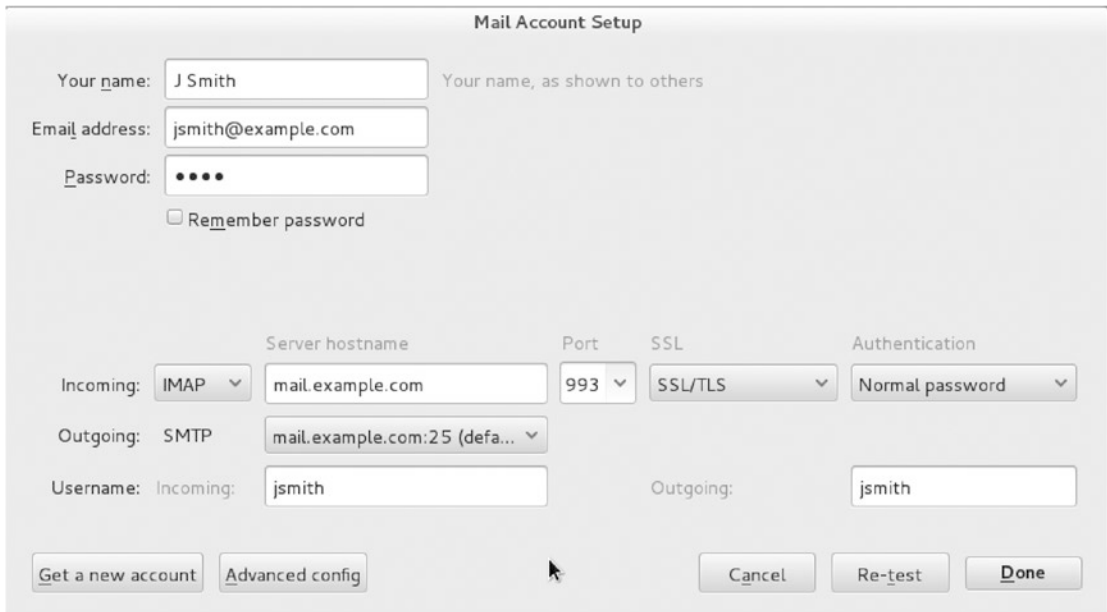 Mail Account Setup
Your name: J Smith Your name, as shown to others
Email address: jsmith@example.com
Password: ••••
Remember password
Server hostname Port SSL Authentication
Incoming: IMAP mail.example.com 993 SSL/TLS Normal password
Outgoing: SMTP mail.example.com:25 (defa...
Username: Incoming: jsmith Outgoing: jsmith
Get a new account Advanced config Cancel Re-test Done